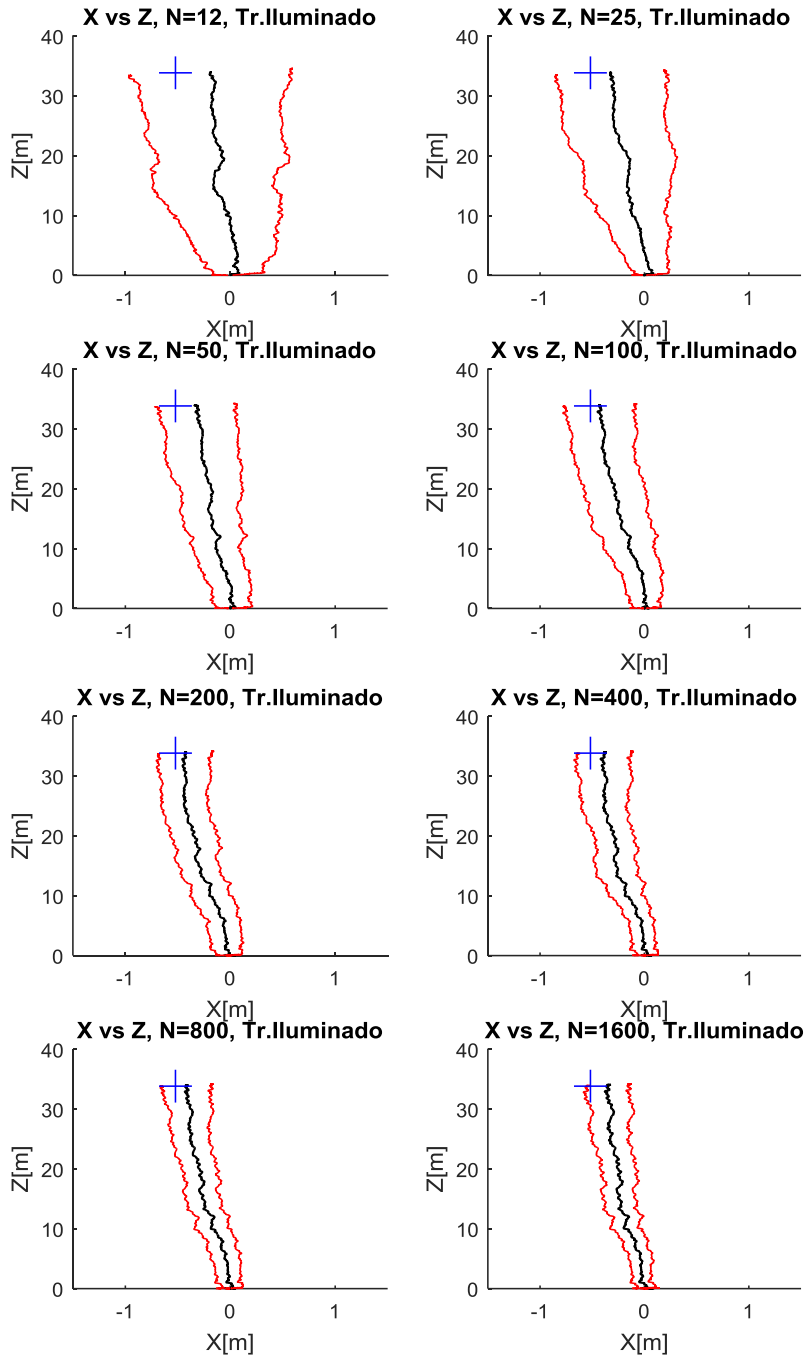 X vs Z, N=12, Tr.Iluminado
40
30
20
10
0
Z[m]
-1 0 1
X[m]
X vs Z, N=25, Tr.Iluminado
40
30
20
10
0
Z[m]
-1 0 1
X[m]
X vs Z, N=50, Tr.Iluminado
40
30
20
10
0
Z[m]
-1 0 1
X[m]
X vs Z, N=100, Tr.Iluminado
40
30
20
10
0
Z[m]
-1 0 1
X[m]
X vs Z, N=200, Tr.Iluminado
40
30
20
10
0
Z[m]
-1 0 1
X[m]
X vs Z, N=400, Tr.Iluminado
40
30
20
10
0
Z[m]
-1 0 1
X[m]
X vs Z, N=800, Tr.Iluminado
40
30
20
10
0
Z[m]
-1 0 1
X[m]
X vs Z, N=1600, Tr.Iluminado
40
30
20
10
0
Z[m]
-1 0 1
X[m]